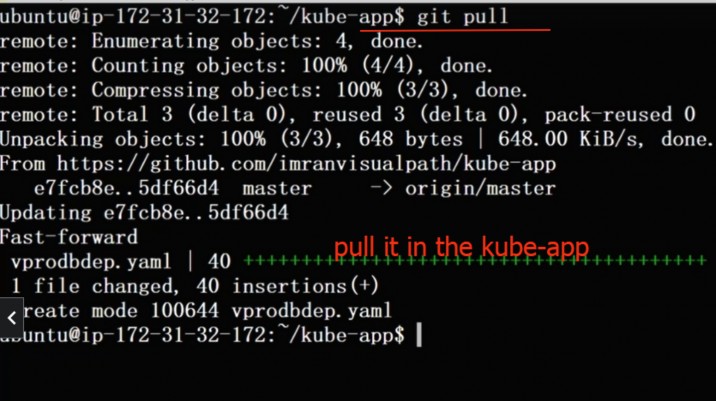 ubuntu@ip-172-31-32-172:~/kube-app$ git pull
remote: Enumerating objects: 4, done.
remote: Counting objects: 100% (4/4), done.
remote: Compressing objects: 100% (3/3), done.
remote: Total 3 (delta 0), reused 3 (delta 0), pack-reused 0
Unpacking objects: 100% (3/3), 648 bytes | 648.00 KiB/s, done.
From https://github.com/imranvisualpath/kube-app
e7fcb8e..5df66d4  master     -> origin/master
Updating e7fcb8e..5df66d4
Fast-forward
pull it in the kube-app
vprodbdep.yaml | 40 ++++++++++++++++++++++++++++++++++++++++
1 file changed, 40 insertions(+)
reate mode 100644 vprodbdep.yaml
ubuntu@ip-172-31-32-172:~/kube-app$